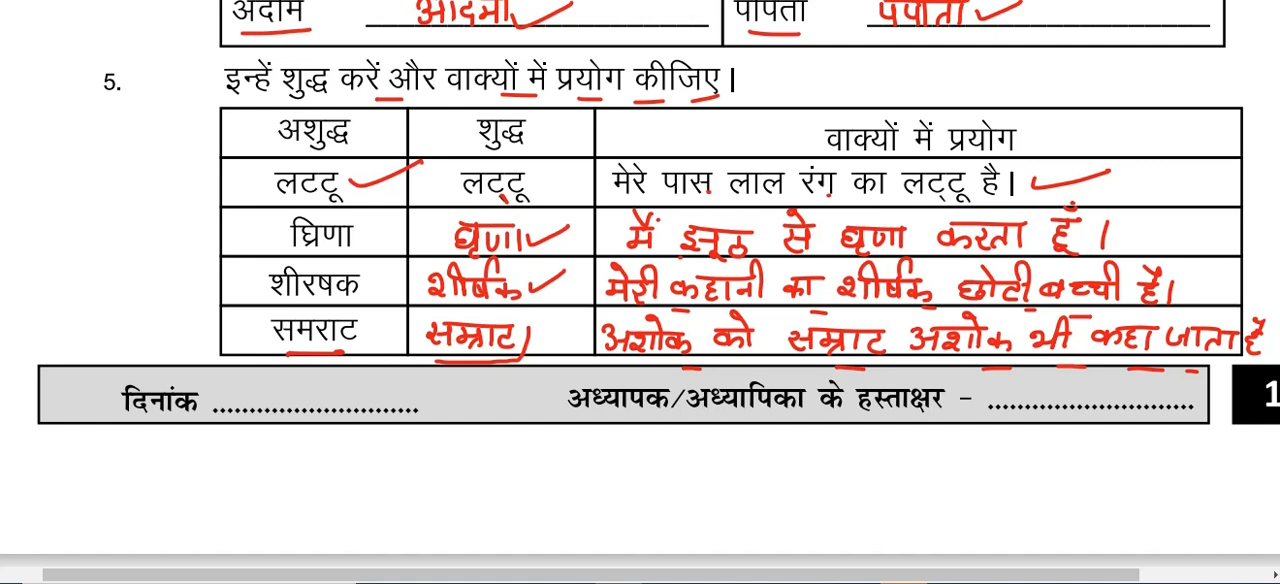 अदाम आदमी पापता पपीता
5. इन्हें शुद्ध करें और वाक्यों में प्रयोग कीजिए।
अशुद्ध शुद्ध वाक्यों में प्रयोग
लटटू लट्टू मेरे पास लाल रंग का लट्टू है।
घ्रिणा घृणा मैं झूठ से घृणा करता हूँ।
शीरषक शीर्षक मेरी कहानी का शीर्षक छोटी बच्ची है।
समराट सम्राट अशोक को सम्राट अशोक भी कहा जाता है
दिनांक ............................ अध्यापक/अध्यापिका के हस्ताक्षर – ............................ 1